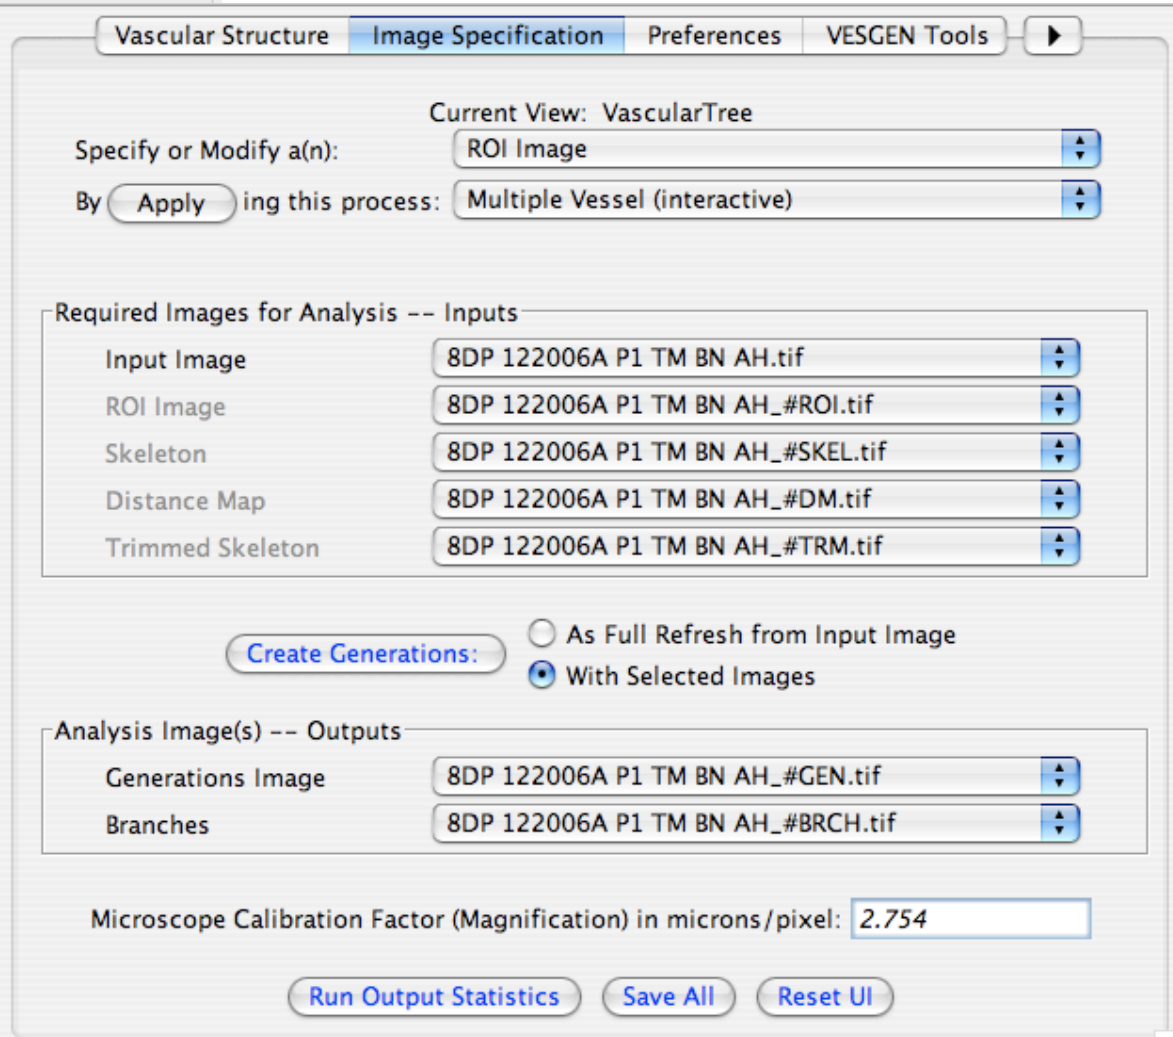 Vascular Structure Image Specification Preferences VESGEN Tools
Current View: VascularTree
Specify or Modify a(n): ROI Image
By Apply ing this process: Multiple Vessel (interactive)
Required Images for Analysis -- Inputs
Input Image 8DP 122006A P1 TM BN AH.tif
ROI Image 8DP 122006A P1 TM BN AH_#ROI.tif
Skeleton 8DP 122006A P1 TM BN AH_#SKEL.tif
Distance Map 8DP 122006A P1 TM BN AH_#DM.tif
Trimmed Skeleton 8DP 122006A P1 TM BN AH_#TRM.tif
Create Generations: As Full Refresh from Input Image
With Selected Images
Analysis Image(s) -- Outputs
Generations Image 8DP 122006A P1 TM BN AH_#GEN.tif
Branches 8DP 122006A P1 TM BN AH_#BRCH.tif
Microscope Calibration Factor (Magnification) in microns/pixel: 2.754
Run Output Statistics Save All Reset UI